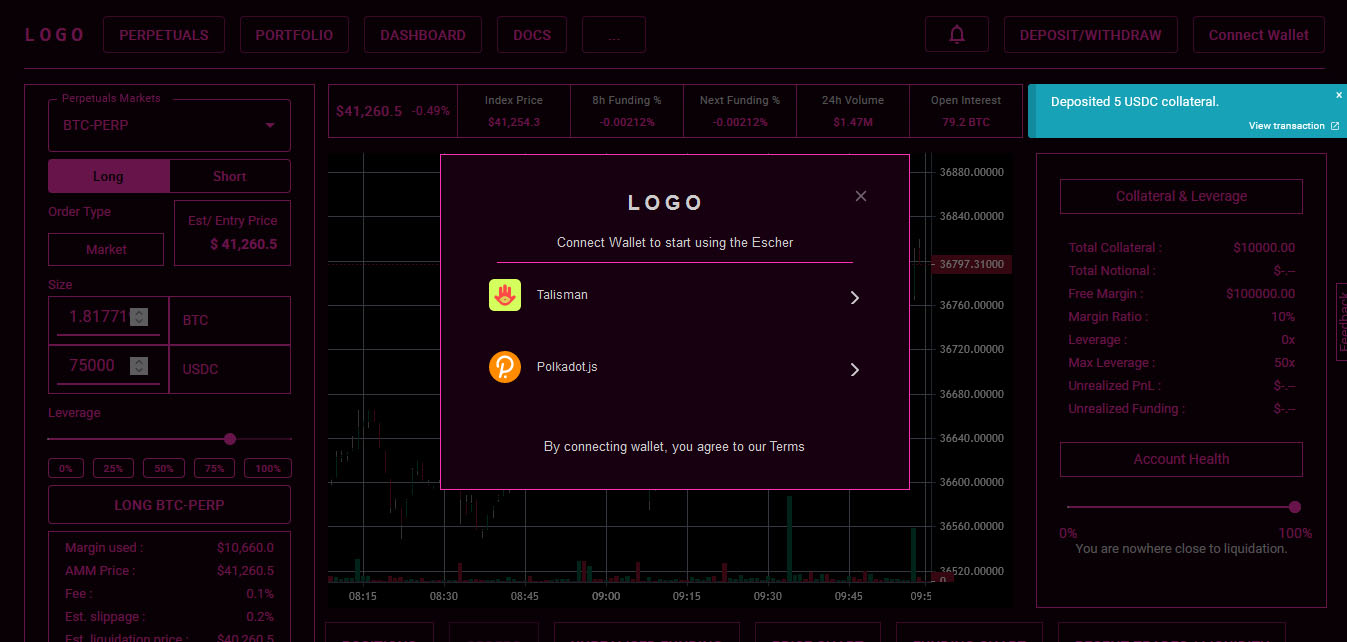 LOGO
PERPETUALS
PORTFOLIO
DASHBOARD
DOCS
...
DEPOSIT/WITHDRAW
Connect Wallet
Perpetuals Markets
BTC-PERP
Long
Short
Order Type
Market
Est/ Entry Price
$ 41,260.5
Size
1.81771
BTC
75000
USDC
Leverage
0%
25%
50%
75%
100%
LONG BTC-PERP
Margin used : $10,660.0
AMM Price : $41,260.5
Fee : 0.1%
Est. slippage : 0.2%
Est. liquidation price : $40,260.5
$41,260.5 -0.49%
Index Price
$41,254.3
8h Funding %
-0.00212%
Next Funding %
-0.00212%
24h Volume
$1.47M
Open Interest
79.2 BTC
Deposited 5 USDC collateral.
x
View transaction
LOGO
Connect Wallet to start using the Escher
Talisman
Polkadot.js
By connecting wallet, you agree to our Terms
36880.00000
36840.00000
36797.31000
36760.00000
36720.00000
36680.00000
36640.00000
36600.00000
36560.00000
36520.00000
0
08:15
08:30
08:45
09:00
09:15
09:30
09:45
09:5
Collateral & Leverage
Total Collateral : $10000.00
Total Notional : $-.--
Free Margin : $100000.00
Margin Ratio : 10%
Leverage : 0x
Max Leverage : 50x
Unrealized PnL : $-.--
Unrealized Funding : $-.--
Account Health
0%
100%
You are nowhere close to liquidation.
Feedback